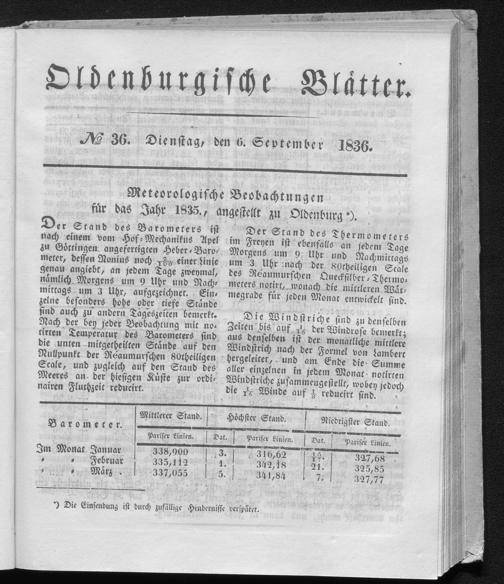 Oldenburgische Blätter.
№ 36. Dienstag, den 6. September 1836.
Meteorologische Beobachtungen
für das Jahr 1835., angestellt zu Oldenburg *).
Der Stand des Barometers ist
nach einem vom Hof-Mechanikus Apel
zu Göttingen angefertigten Heber-Baro-
meter, dessen Nonius noch einer Linie
genau angiebt, an jedem Tage zweymal,
nämlich Morgens um 9 Uhr und Nach-
mittags um 3 Uhr, aufgezeichnet. Ein-
zelne besonders hohe oder tiefe Stände
sind auch zu andern Tageszeiten bemerkt.
Nach der bey jeder Beobachtung mit no-
tirten Temperatur des Barometers sind
die unten mitgetheilten Stände auf den
Nullpunkt der Réaumurschen 80theiligen
Scale, und zugleich auf den Stand des
Meeres an der hiesigen Küste zur ordi-
nairen Fluthzeit reducirt.
Der Stand des Thermometers
im Freyen ist ebenfalls an jedem Tage
Morgens um 9 Uhr und Nachmittags
um 3 Uhr nach der 80theiligen Scale
des Réaumurschen Quecksilber-Thermo-
meters notirt, wonach die mittleren Wär-
megrade für jeden Monat entwickelt sind.
Die Windstriche sind zu denselben
Zeiten bis auf der Windrose bemerkt;
aus denselben ist der monatliche mittlere
Windstrich nach der Formel von Lambert
hergeleitet, und am Ende die Summe
aller einzelnen in jedem Monat notirten
Windstriche zusammengestellt, wobey jedoch
die Winde auf reducirt sind.
Barometer. Mittlerer Stand. Höchster Stand. Niedrigster Stand.
Pariser Linien. Dat. Pariser Linien. Dat. Pariser Linien.
Im Monat Januar 338,900 3. 316,62 327,68
" " Februar 335,112 1. 342,18 21. 325,85
" " März . 337,055 5. 341,84 7. 327,77
*) Die Einsendung ist durch zufällige Hindernisse verspätet.